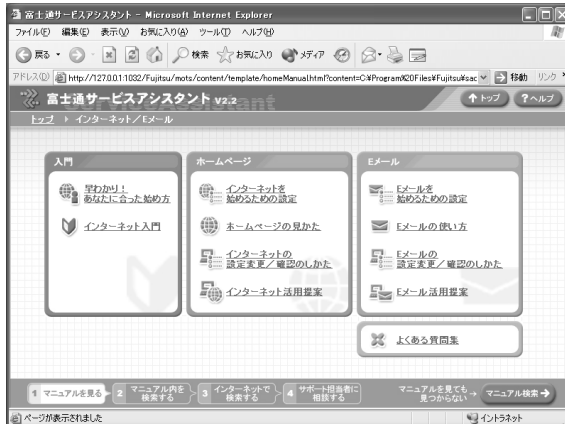 富士通サービスアシスタント - Microsoft Internet Explorer
ファイル(F) 編集(E) 表示(V) お気に入り(A) ツール(T) ヘルプ(H)
戻る 検索 お気に入り メディア
アドレス(D) http://127.0.0.1:1032/Fujitsu/mots/content/template/homeManual.html?content=C:¥Program%20Files¥Fujitsu¥sac 移動 リンク »
富士通サービスアシスタント V2.2
トップ ヘルプ
トップ インターネット/Eメール
入門
早わかり!
あなたに合った始め方
インターネット入門
ホームページ
インターネットを
始めるための設定
ホームページの見かた
インターネットの
設定変更/確認のしかた
インターネット活用提案
Eメール
Eメールを
始めるための設定
Eメールの使い方
Eメールの
設定変更/確認のしかた
Eメール活用提案
よくある質問集
1 マニュアルを見る
2 マニュアル内を
検索する
3 インターネットで
検索する
4 サポート担当者に
相談する
マニュアルを見ても
見つからない→
マニュアル検索
ページが表示されました イントラネット